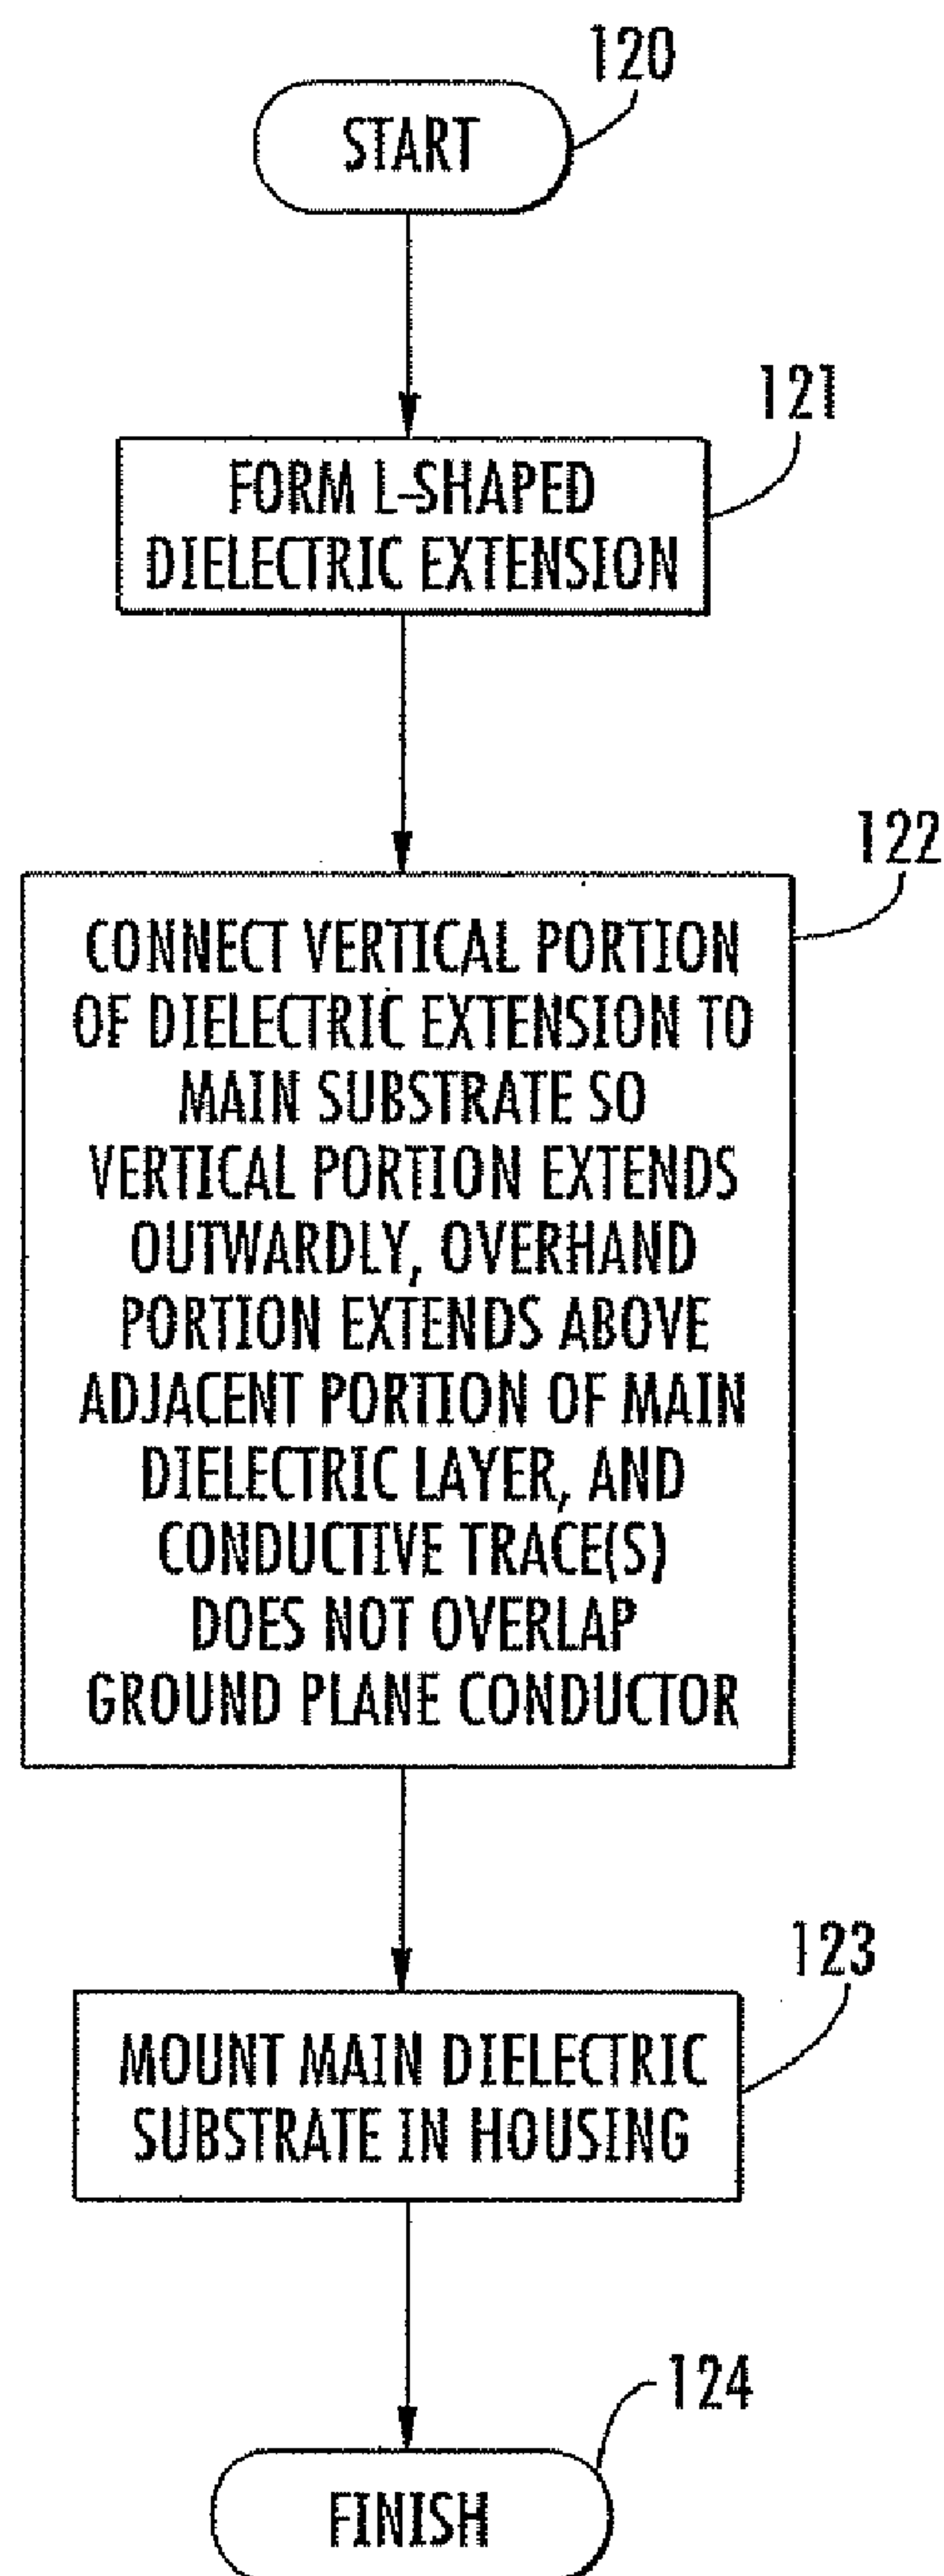 120
START
121
FORM L-SHAPED
DIELECTRIC EXTENSION
122
CONNECT VERTICAL PORTION
OF DIELECTRIC EXTENSION TO
MAIN SUBSTRATE SO
VERTICAL PORTION EXTENDS
OUTWARDLY, OVERHAND
PORTION EXTENDS ABOVE
ADJACENT PORTION OF MAIN
DIELECTRIC LAYER, AND
CONDUCTIVE TRACE(S)
DOES NOT OVERLAP
GROUND PLANE CONDUCTOR
123
MOUNT MAIN DIELECTRIC
SUBSTRATE IN HOUSING
124
FINISH